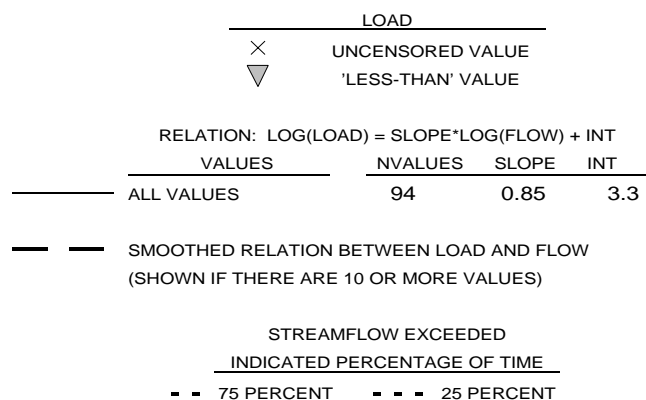 LOAD
UNCENSORED VALUE
'LESS-THAN' VALUE
RELATION: LOG(LOAD) = SLOPE*LOG(FLOW) + INT
VALUES NVALUES SLOPE INT
ALL VALUES 94 0.85 3.3
SMOOTHED RELATION BETWEEN LOAD AND FLOW
(SHOWN IF THERE ARE 10 OR MORE VALUES)
STREAMFLOW EXCEEDED
INDICATED PERCENTAGE OF TIME
75 PERCENT 25 PERCENT